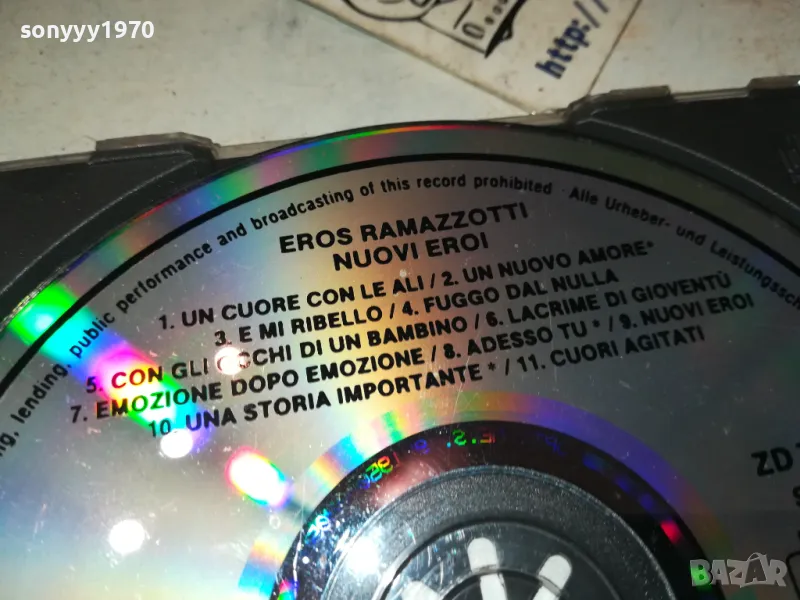 sonyyy1970
http://
lending, public performance and broadcasting of this record prohibited · Alle Urheber- und
EROS RAMAZZOTTI
NUOVI EROI
1. UN CUORE CON LE ALI / 2. UN NUOVO AMORE*
3. E MI RIBELLO / 4. FUGGO DAL NULLA
5. CON GLI OCCHI DI UN BAMBINO / 6. LACRIME DI GIOVENTÙ
7. EMOZIONE DOPO EMOZIONE / 8. ADESSO TU * / 9. NUOVI EROI
10. UNA STORIA IMPORTANTE * / 11. CUORI AGITATI
ZD
BAZAR